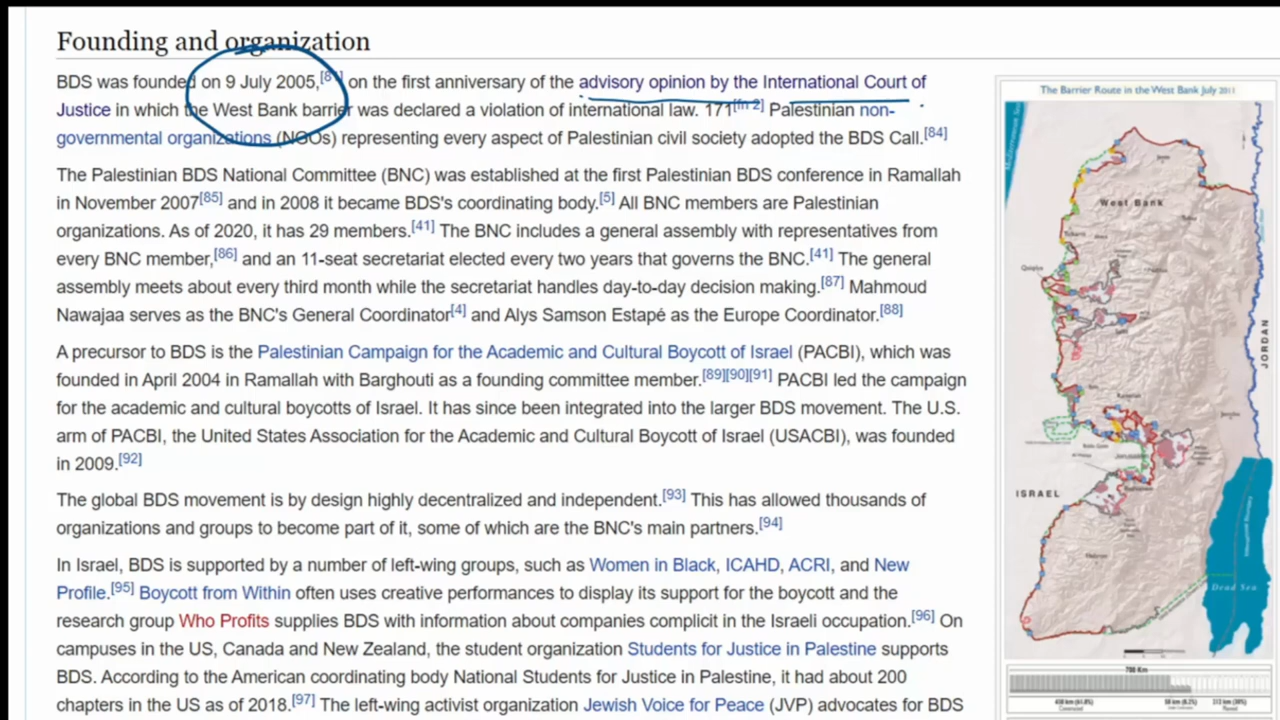 Founding and organization
BDS was founded on 9 July 2005, on the first anniversary of the advisory opinion by the International Court of
Justice in which the West Bank barrier was declared a violation of international law. 171[fn 2] Palestinian non-
governmental organizations (NGOs) representing every aspect of Palestinian civil society adopted the BDS Call.[84]
The Palestinian BDS National Committee (BNC) was established at the first Palestinian BDS conference in Ramallah
in November 2007[85] and in 2008 it became BDS's coordinating body.[5] All BNC members are Palestinian
organizations. As of 2020, it has 29 members.[41] The BNC includes a general assembly with representatives from
every BNC member,[86] and an 11-seat secretariat elected every two years that governs the BNC.[41] The general
assembly meets about every third month while the secretariat handles day-to-day decision making.[87] Mahmoud
Nawajaa serves as the BNC's General Coordinator[4] and Alys Samson Estapé as the Europe Coordinator.[88]
A precursor to BDS is the Palestinian Campaign for the Academic and Cultural Boycott of Israel (PACBI), which was
founded in April 2004 in Ramallah with Barghouti as a founding committee member.[89][90][91] PACBI led the campaign
for the academic and cultural boycotts of Israel. It has since been integrated into the larger BDS movement. The U.S.
arm of PACBI, the United States Association for the Academic and Cultural Boycott of Israel (USACBI), was founded
in 2009.[92]
The global BDS movement is by design highly decentralized and independent.[93] This has allowed thousands of
organizations and groups to become part of it, some of which are the BNC's main partners.[94]
In Israel, BDS is supported by a number of left-wing groups, such as Women in Black, ICAHD, ACRI, and New
Profile.[95] Boycott from Within often uses creative performances to display its support for the boycott and the
research group Who Profits supplies BDS with information about companies complicit in the Israeli occupation.[96] On
campuses in the US, Canada and New Zealand, the student organization Students for Justice in Palestine supports
BDS. According to the American coordinating body National Students for Justice in Palestine, it had about 200
chapters in the US as of 2018.[97] The left-wing activist organization Jewish Voice for Peace (JVP) advocates for BDS
The Barrier Route in the West Bank July 2011
West Bank
JORDAN
ISRAEL
Hebron
Dead Sea